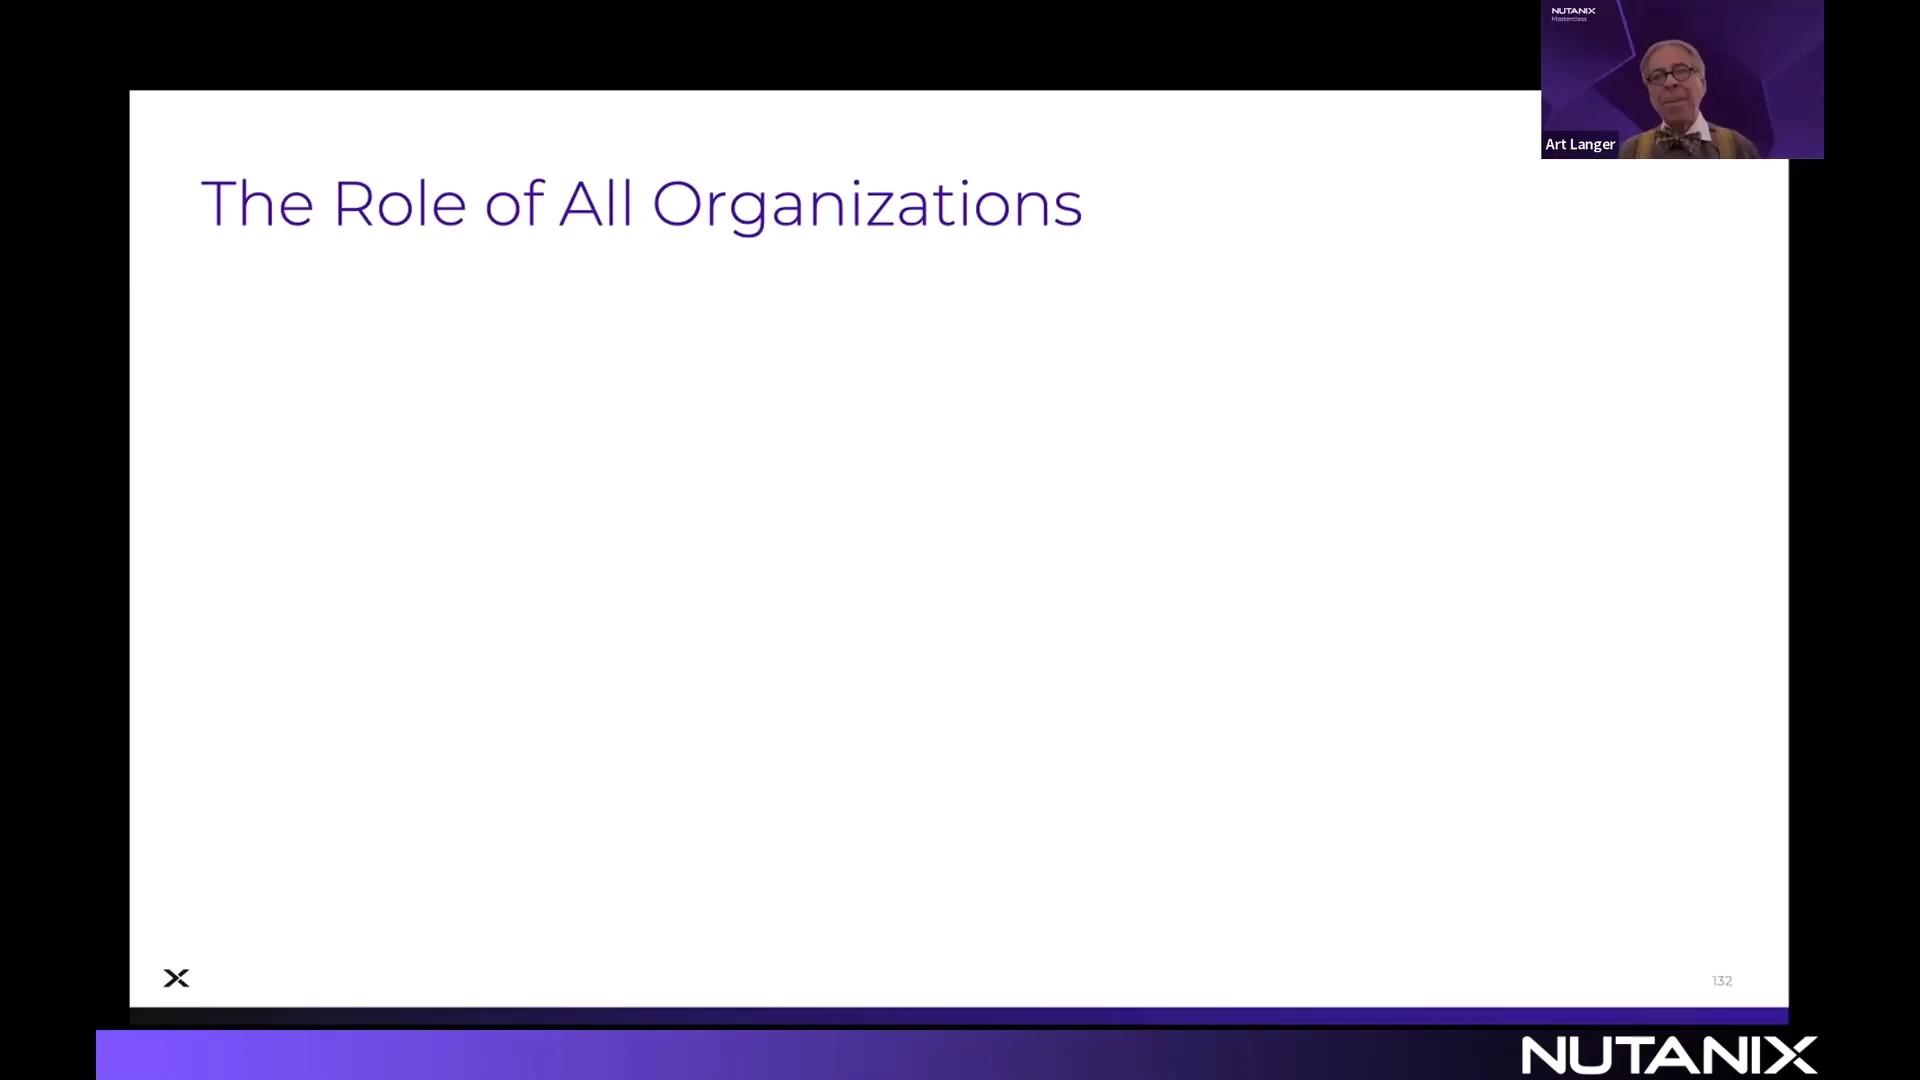 NUTANIX
Masterclass
Art Langer
The Role of All Organizations
132
NUTANIX